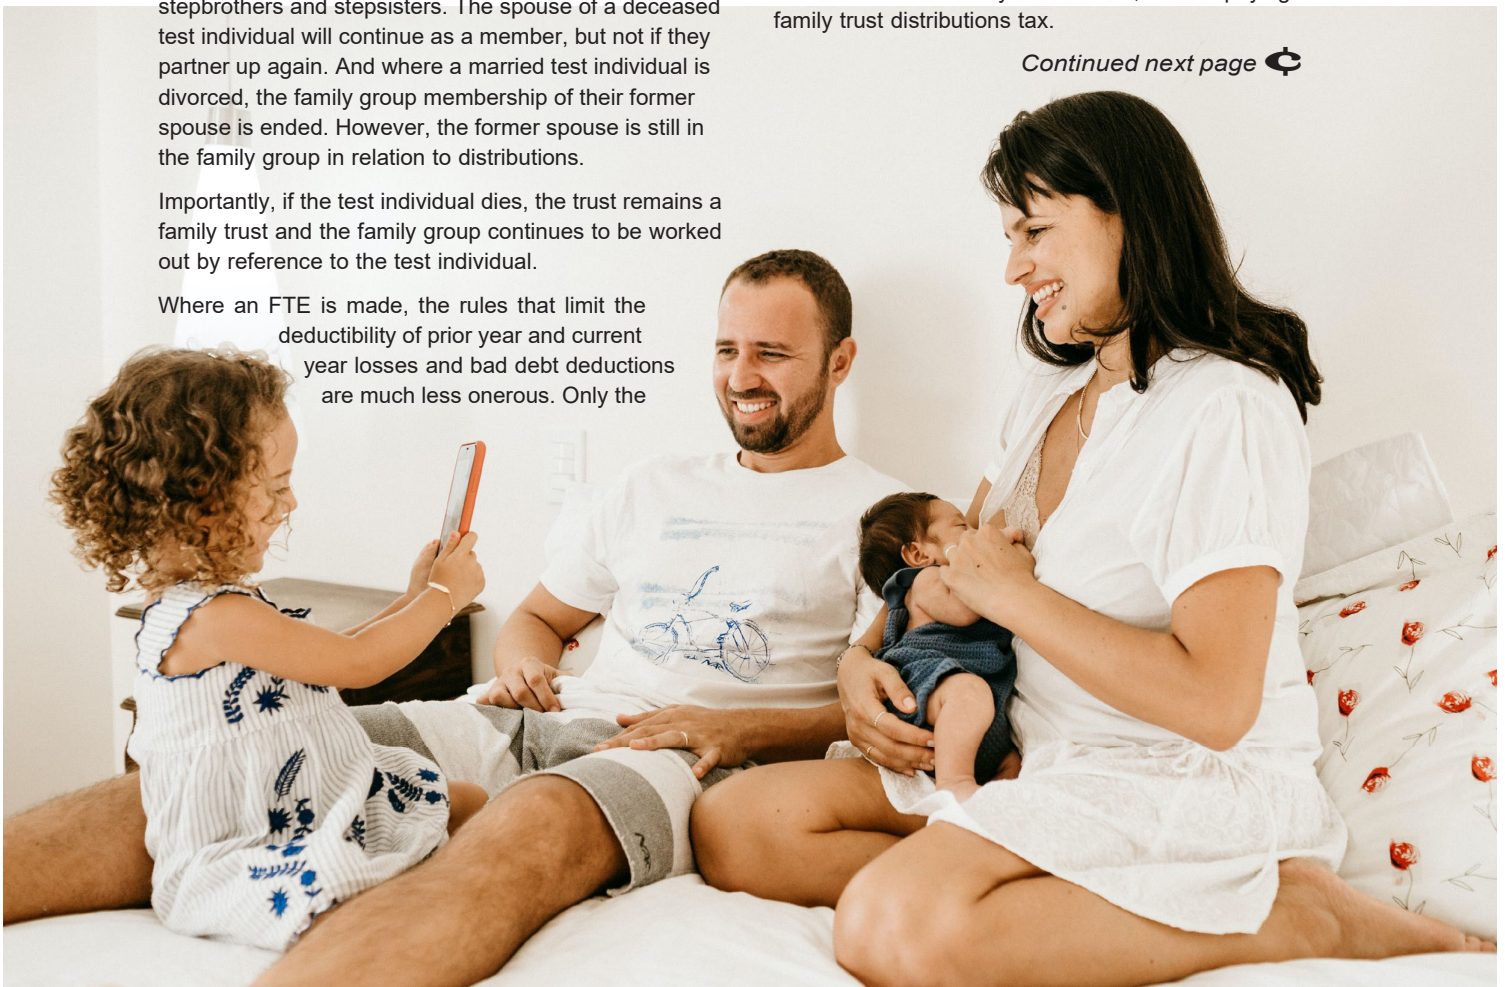 stepbrothers and stepsisters. The spouse of a deceased
test individual will continue as a member, but not if they
partner up again. And where a married test individual is
divorced, the family group membership of their former
spouse is ended. However, the former spouse is still in
the family group in relation to distributions.
Importantly, if the test individual dies, the trust remains a
family trust and the family group continues to be worked
out by reference to the test individual.
Where an FTE is made, the rules that limit the
deductibility of prior year and current
year losses and bad debt deductions
are much less onerous. Only the
family trust distributions tax.
Continued next page